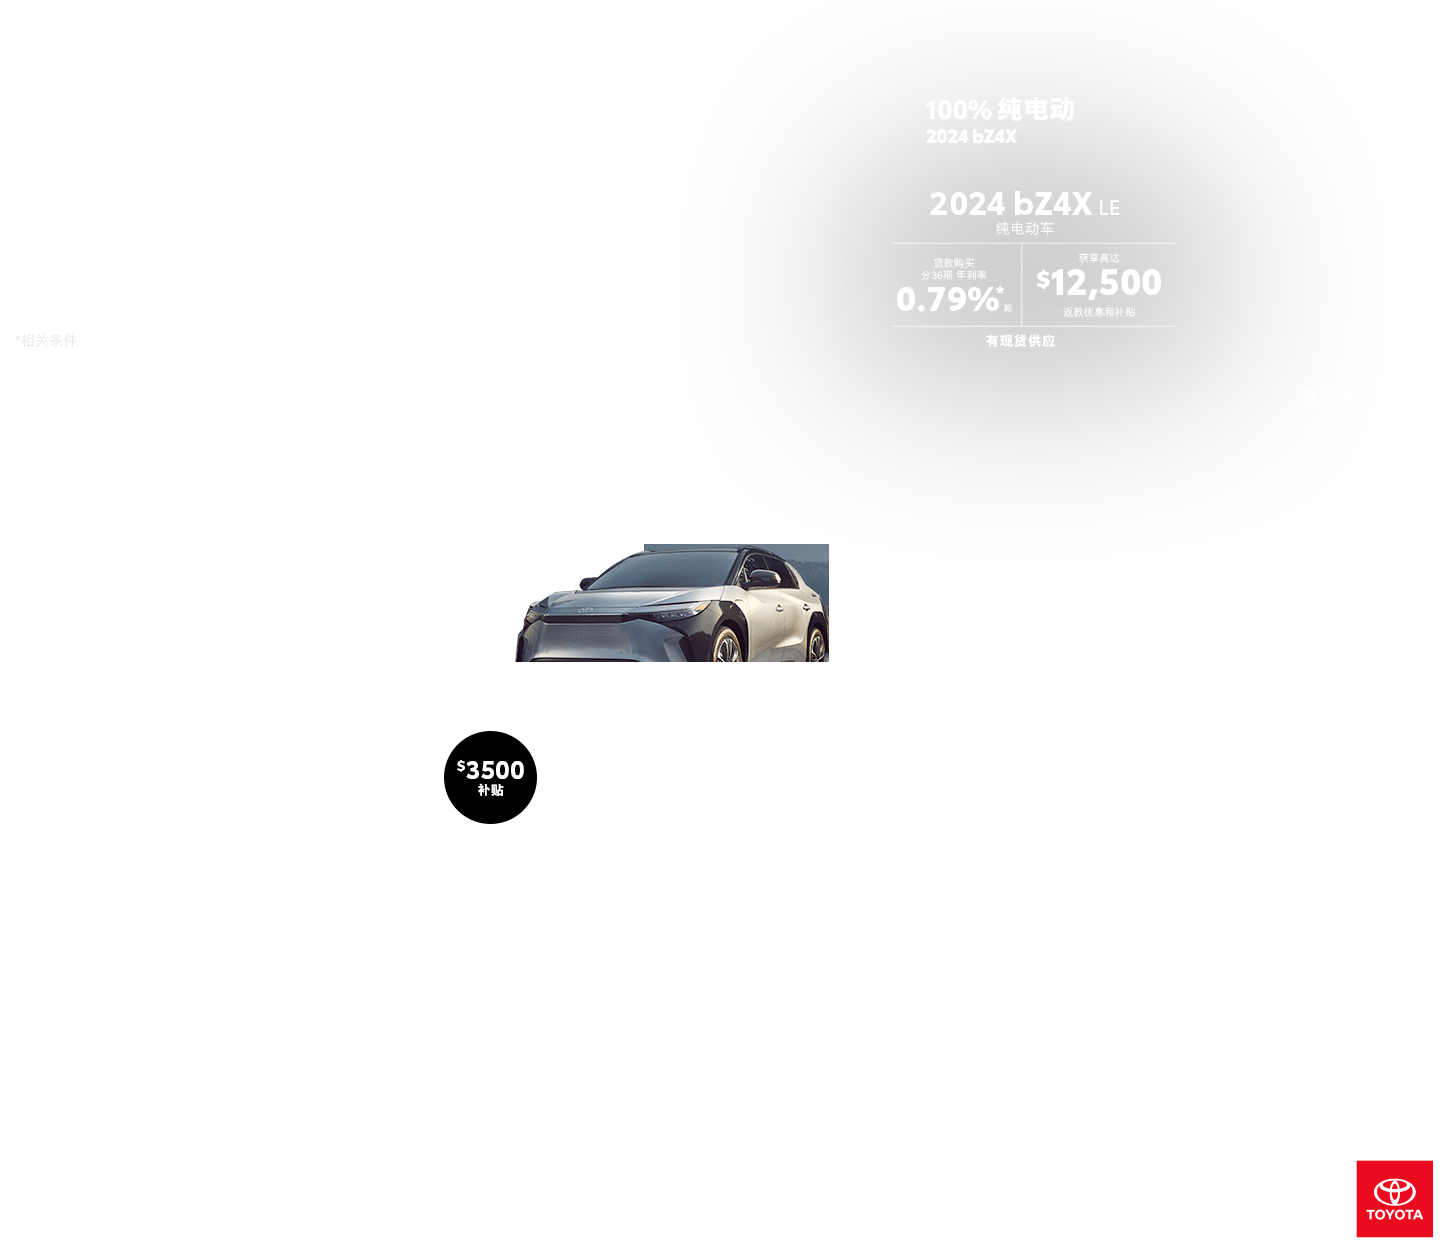 100% 纯电动
2024 bZ4X
2024 bZ4X LE
纯电动车
贷款购买
分36期 年利率
0.79%*起
获享高达
$12,500
返款优惠和补贴
有现货供应
*相关条件
$3500
补贴
TOYOTA